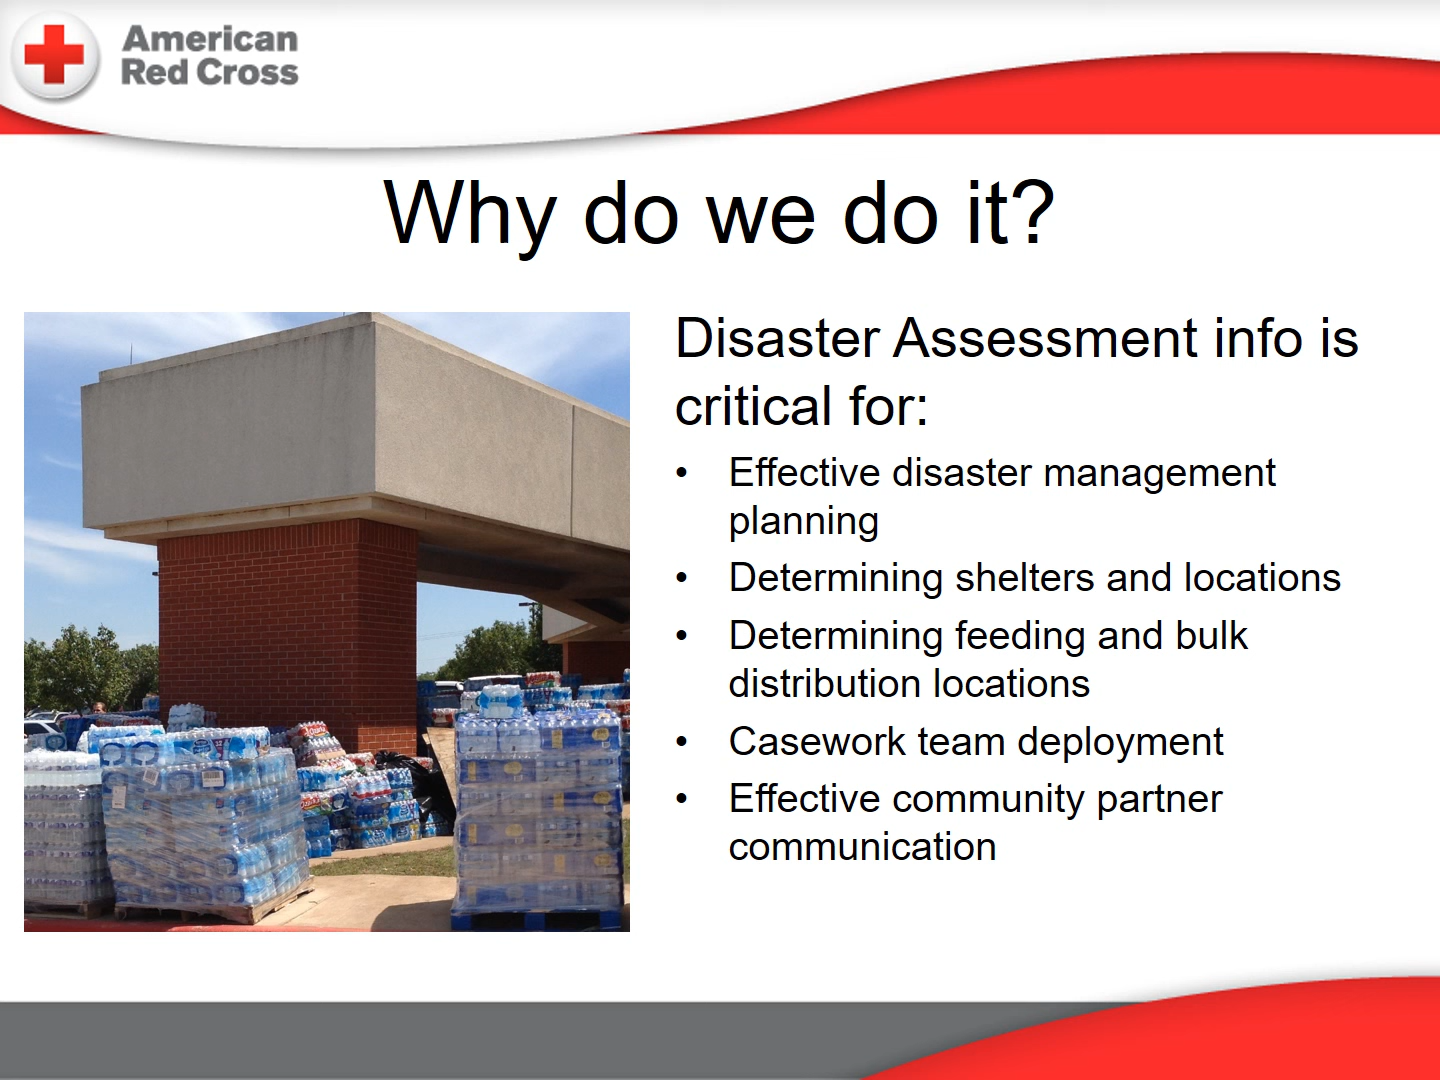 American
Red Cross
Why do we do it?
Disaster Assessment info is
critical for:
• Effective disaster management
planning
• Determining shelters and locations
• Determining feeding and bulk
distribution locations
• Casework team deployment
• Effective community partner
communication